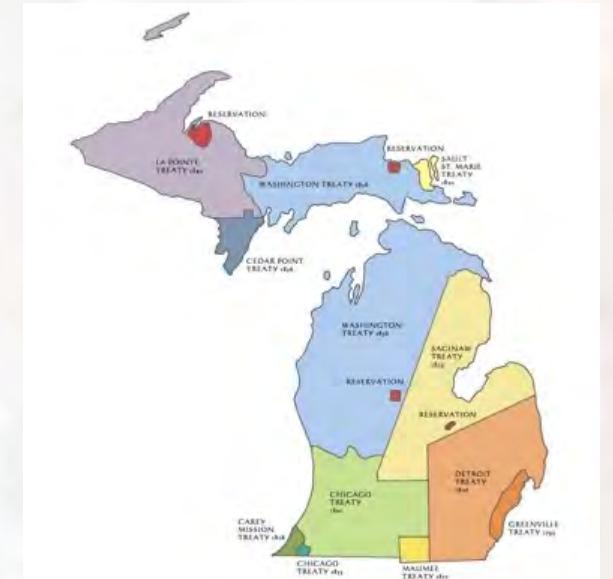 RESERVATION
LA POINTE
TREATY
RESERVATION
SAULT
ST. MARIE
TREATY
WASHINGTON TREATY
CEDAR POINT
TREATY
WASHINGTON
TREATY
SAGINAW
TREATY
RESERVATION
RESERVATION
DETROIT
TREATY
CHICAGO
TREATY
GREENVILLE
TREATY
CAREY
MISSION
TREATY
CHICAGO
TREATY
MAUMEE
TREATY